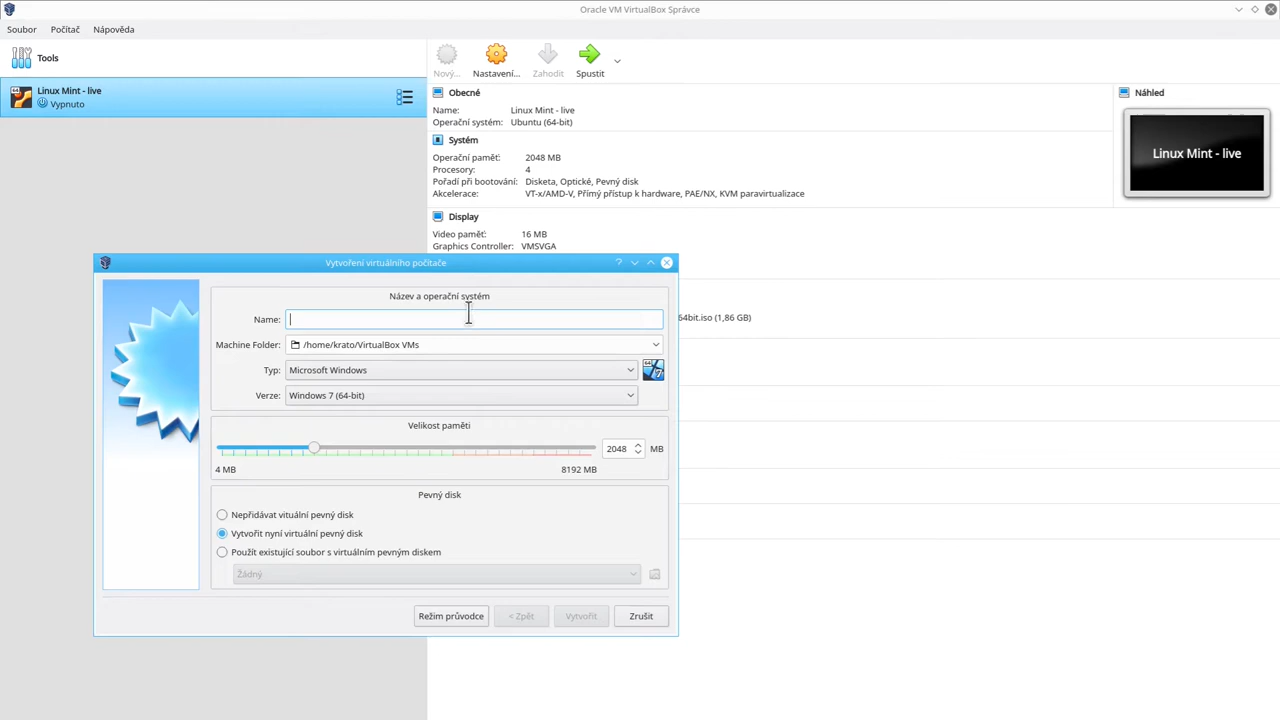 Oracle VM VirtualBox Správce
Soubor Počítač Nápověda
Tools
Nový... Nastavení... Zahodit Spustit
Linux Mint - live
Vypnuto
Obecné
Name: Linux Mint - live
Operační systém: Ubuntu (64-bit)
Systém
Operační paměť: 2048 MB
Procesory: 4
Pořadí při bootování: Disketa, Optické, Pevný disk
Akcelerace: VT-x/AMD-V, Přímý přístup k hardware, PAE/NX, KVM paravirtualizace
Display
Video paměť: 16 MB
Graphics Controller: VMSVGA
64bit.iso (1,86 GB)
Náhled
Linux Mint - live
Vytvoření virtuálního počítače
Název a operační systém
Name:
Machine Folder: /home/krato/VirtualBox VMs
Typ: Microsoft Windows
Verze: Windows 7 (64-bit)
Velikost paměti
2048 MB
4 MB 8192 MB
Pevný disk
Nepřidávat vituální pevný disk
Vytvořit nyní virtuální pevný disk
Použít existující soubor s virtuálním pevným diskem
Žádný
Režim průvodce < Zpět Vytvořit Zrušit